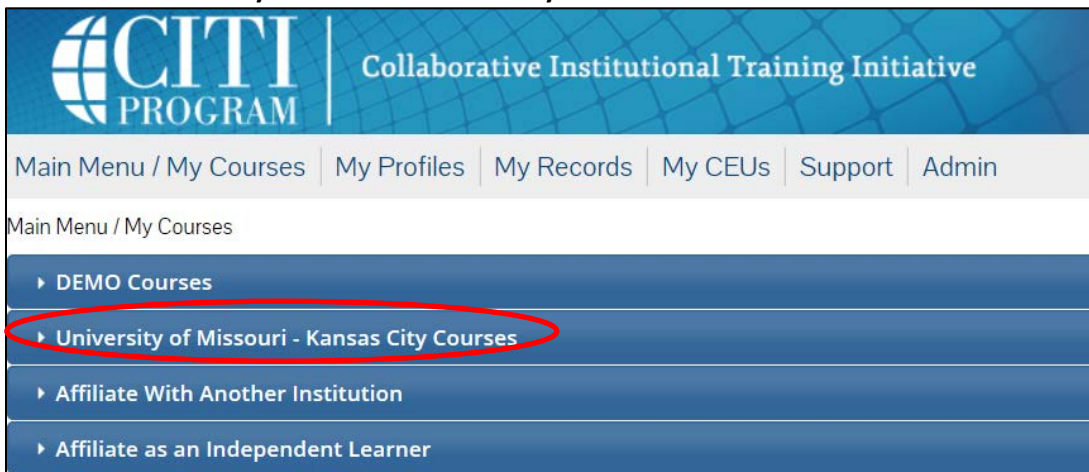 CITI
PROGRAM
Collaborative Institutional Training Initiative
Main Menu / My Courses | My Profiles | My Records | My CEUs | Support | Admin
Main Menu / My Courses
DEMO Courses
University of Missouri - Kansas City Courses
Affiliate With Another Institution
Affiliate as an Independent Learner